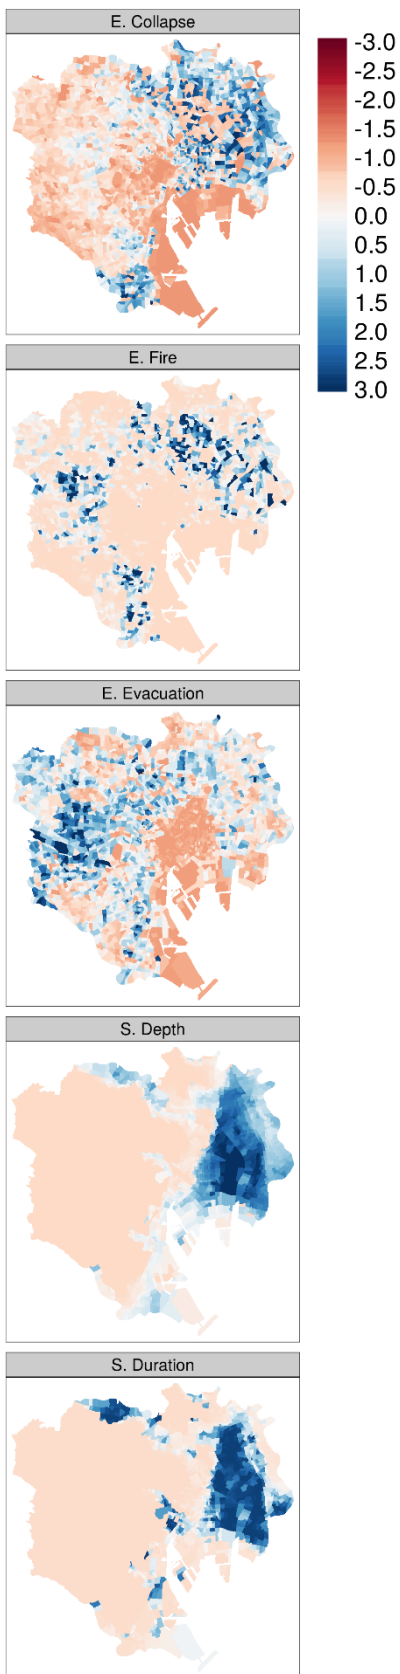 E. Collapse
-3.0
-2.5
-2.0
-1.5
-1.0
-0.5
0.0
0.5
1.0
1.5
2.0
2.5
3.0
E. Fire
E. Evacuation
S. Depth
S. Duration